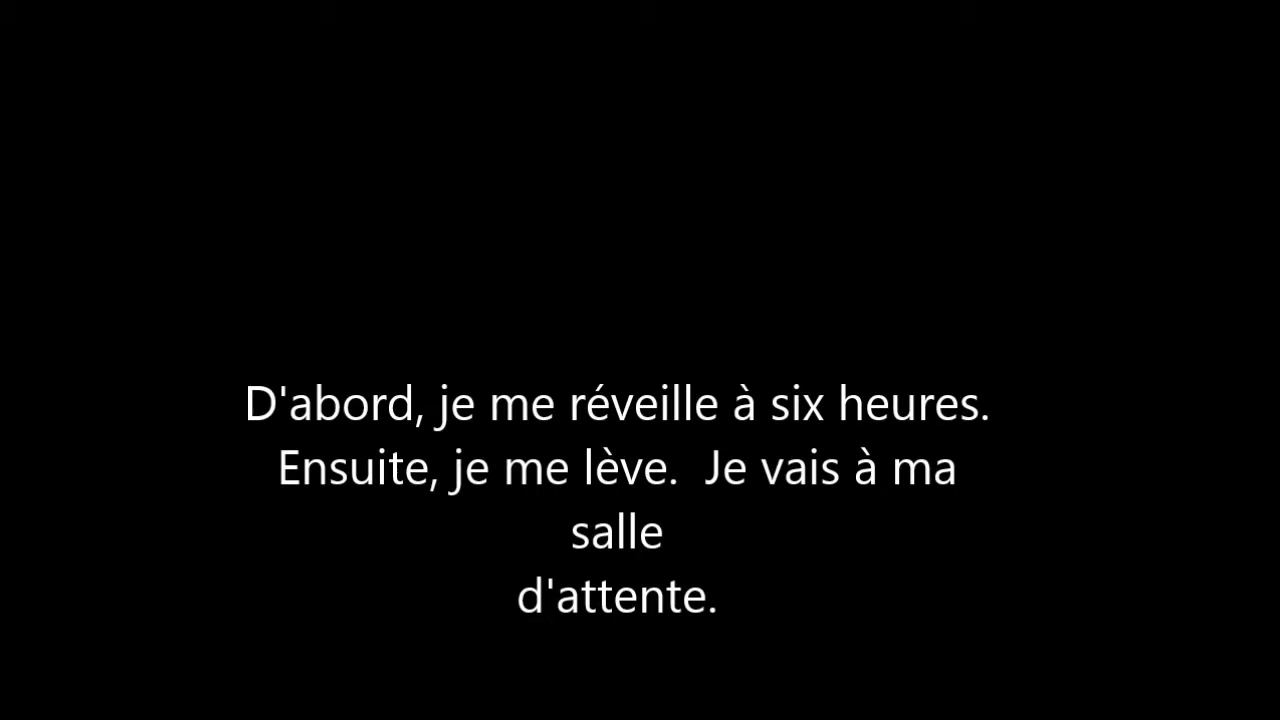 D'abord, je me réveille à six heures.
Ensuite, je me lève.  Je vais à ma
salle
d'attente.